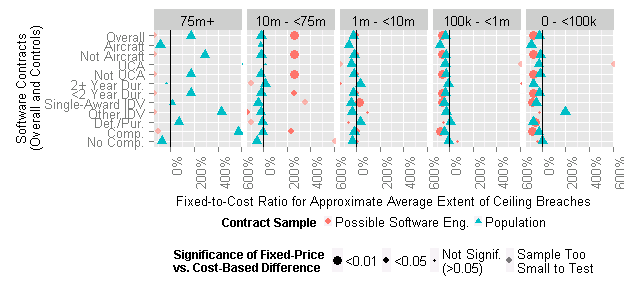 75m+ 10m - <75m 1m - <10m 100k - <1m 0 - <100k
Software Contracts
(Overall and Controls)
Overall
Aircraft
Not Aircraft
UCA
Not UCA
2+ Year Dur.
<2 Year Dur.
Single-Award IDV
Other IDV
Def./Pur.
Comp.
No Comp.
0% 200% 400% 600% 0% 200% 400% 600% 0% 200% 400% 600% 0% 200% 400% 600% 0% 200% 400% 600%
Fixed-to-Cost Ratio for Approximate Average Extent of Ceiling Breaches
Contract Sample Possible Software Eng. Population
Significance of Fixed-Price
vs. Cost-Based Difference
<0.01 <0.05
Not Signif.
(>0.05)
Sample Too
Small to Test